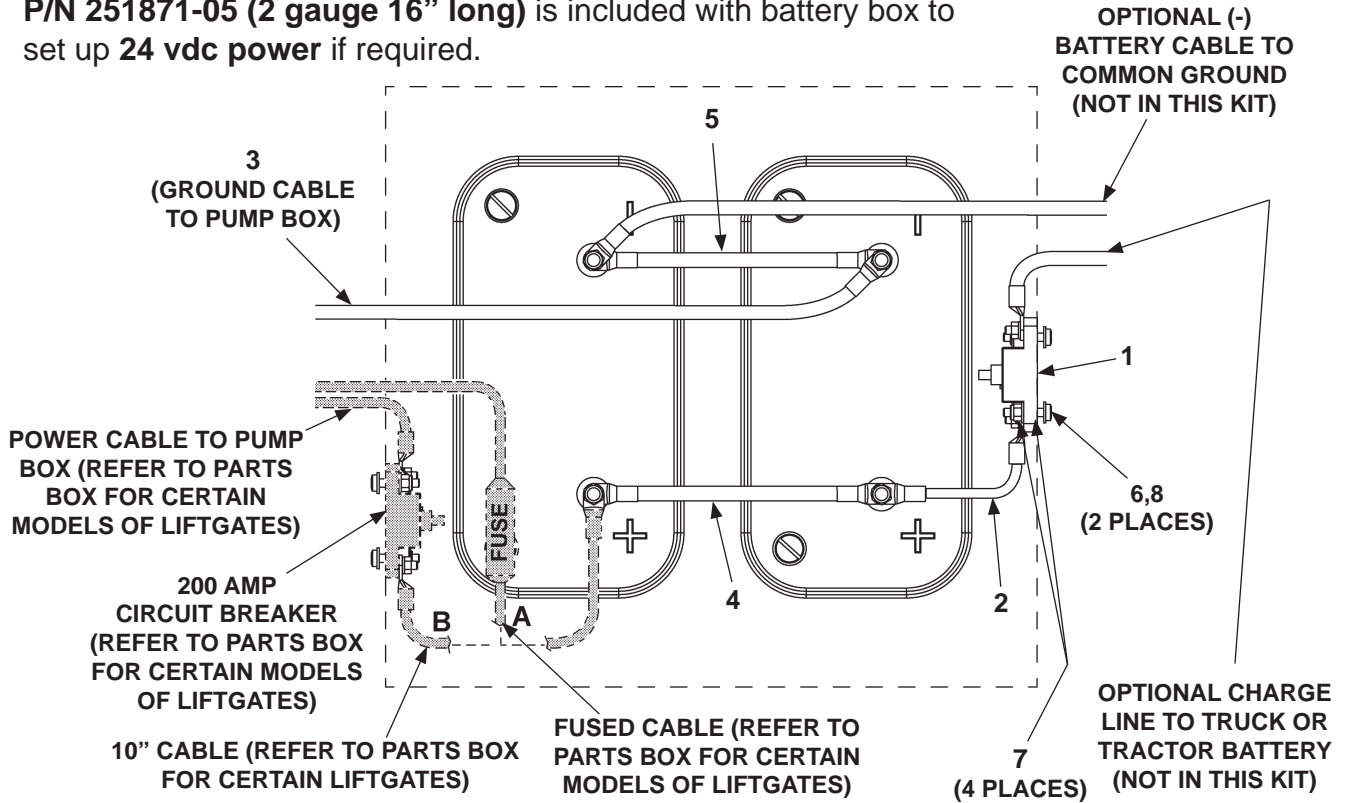 P/N 251871-05 (2 gauge 16” long) is included with battery box to
set up 24 vdc power if required.
OPTIONAL (-)
BATTERY CABLE TO
COMMON GROUND
(NOT IN THIS KIT)
5
3
(GROUND CABLE
TO PUMP BOX)
1
POWER CABLE TO PUMP
BOX (REFER TO PARTS
BOX FOR CERTAIN
MODELS OF LIFTGATES)
FUSE
6,8
(2 PLACES)
200 AMP
CIRCUIT BREAKER
(REFER TO PARTS BOX
FOR CERTAIN MODELS
OF LIFTGATES)
4
2
B
A
10” CABLE (REFER TO PARTS BOX
FOR CERTAIN LIFTGATES)
FUSED CABLE (REFER TO
PARTS BOX FOR CERTAIN
MODELS OF LIFTGATES)
7
(4 PLACES)
OPTIONAL CHARGE
LINE TO TRUCK OR
TRACTOR BATTERY
(NOT IN THIS KIT)